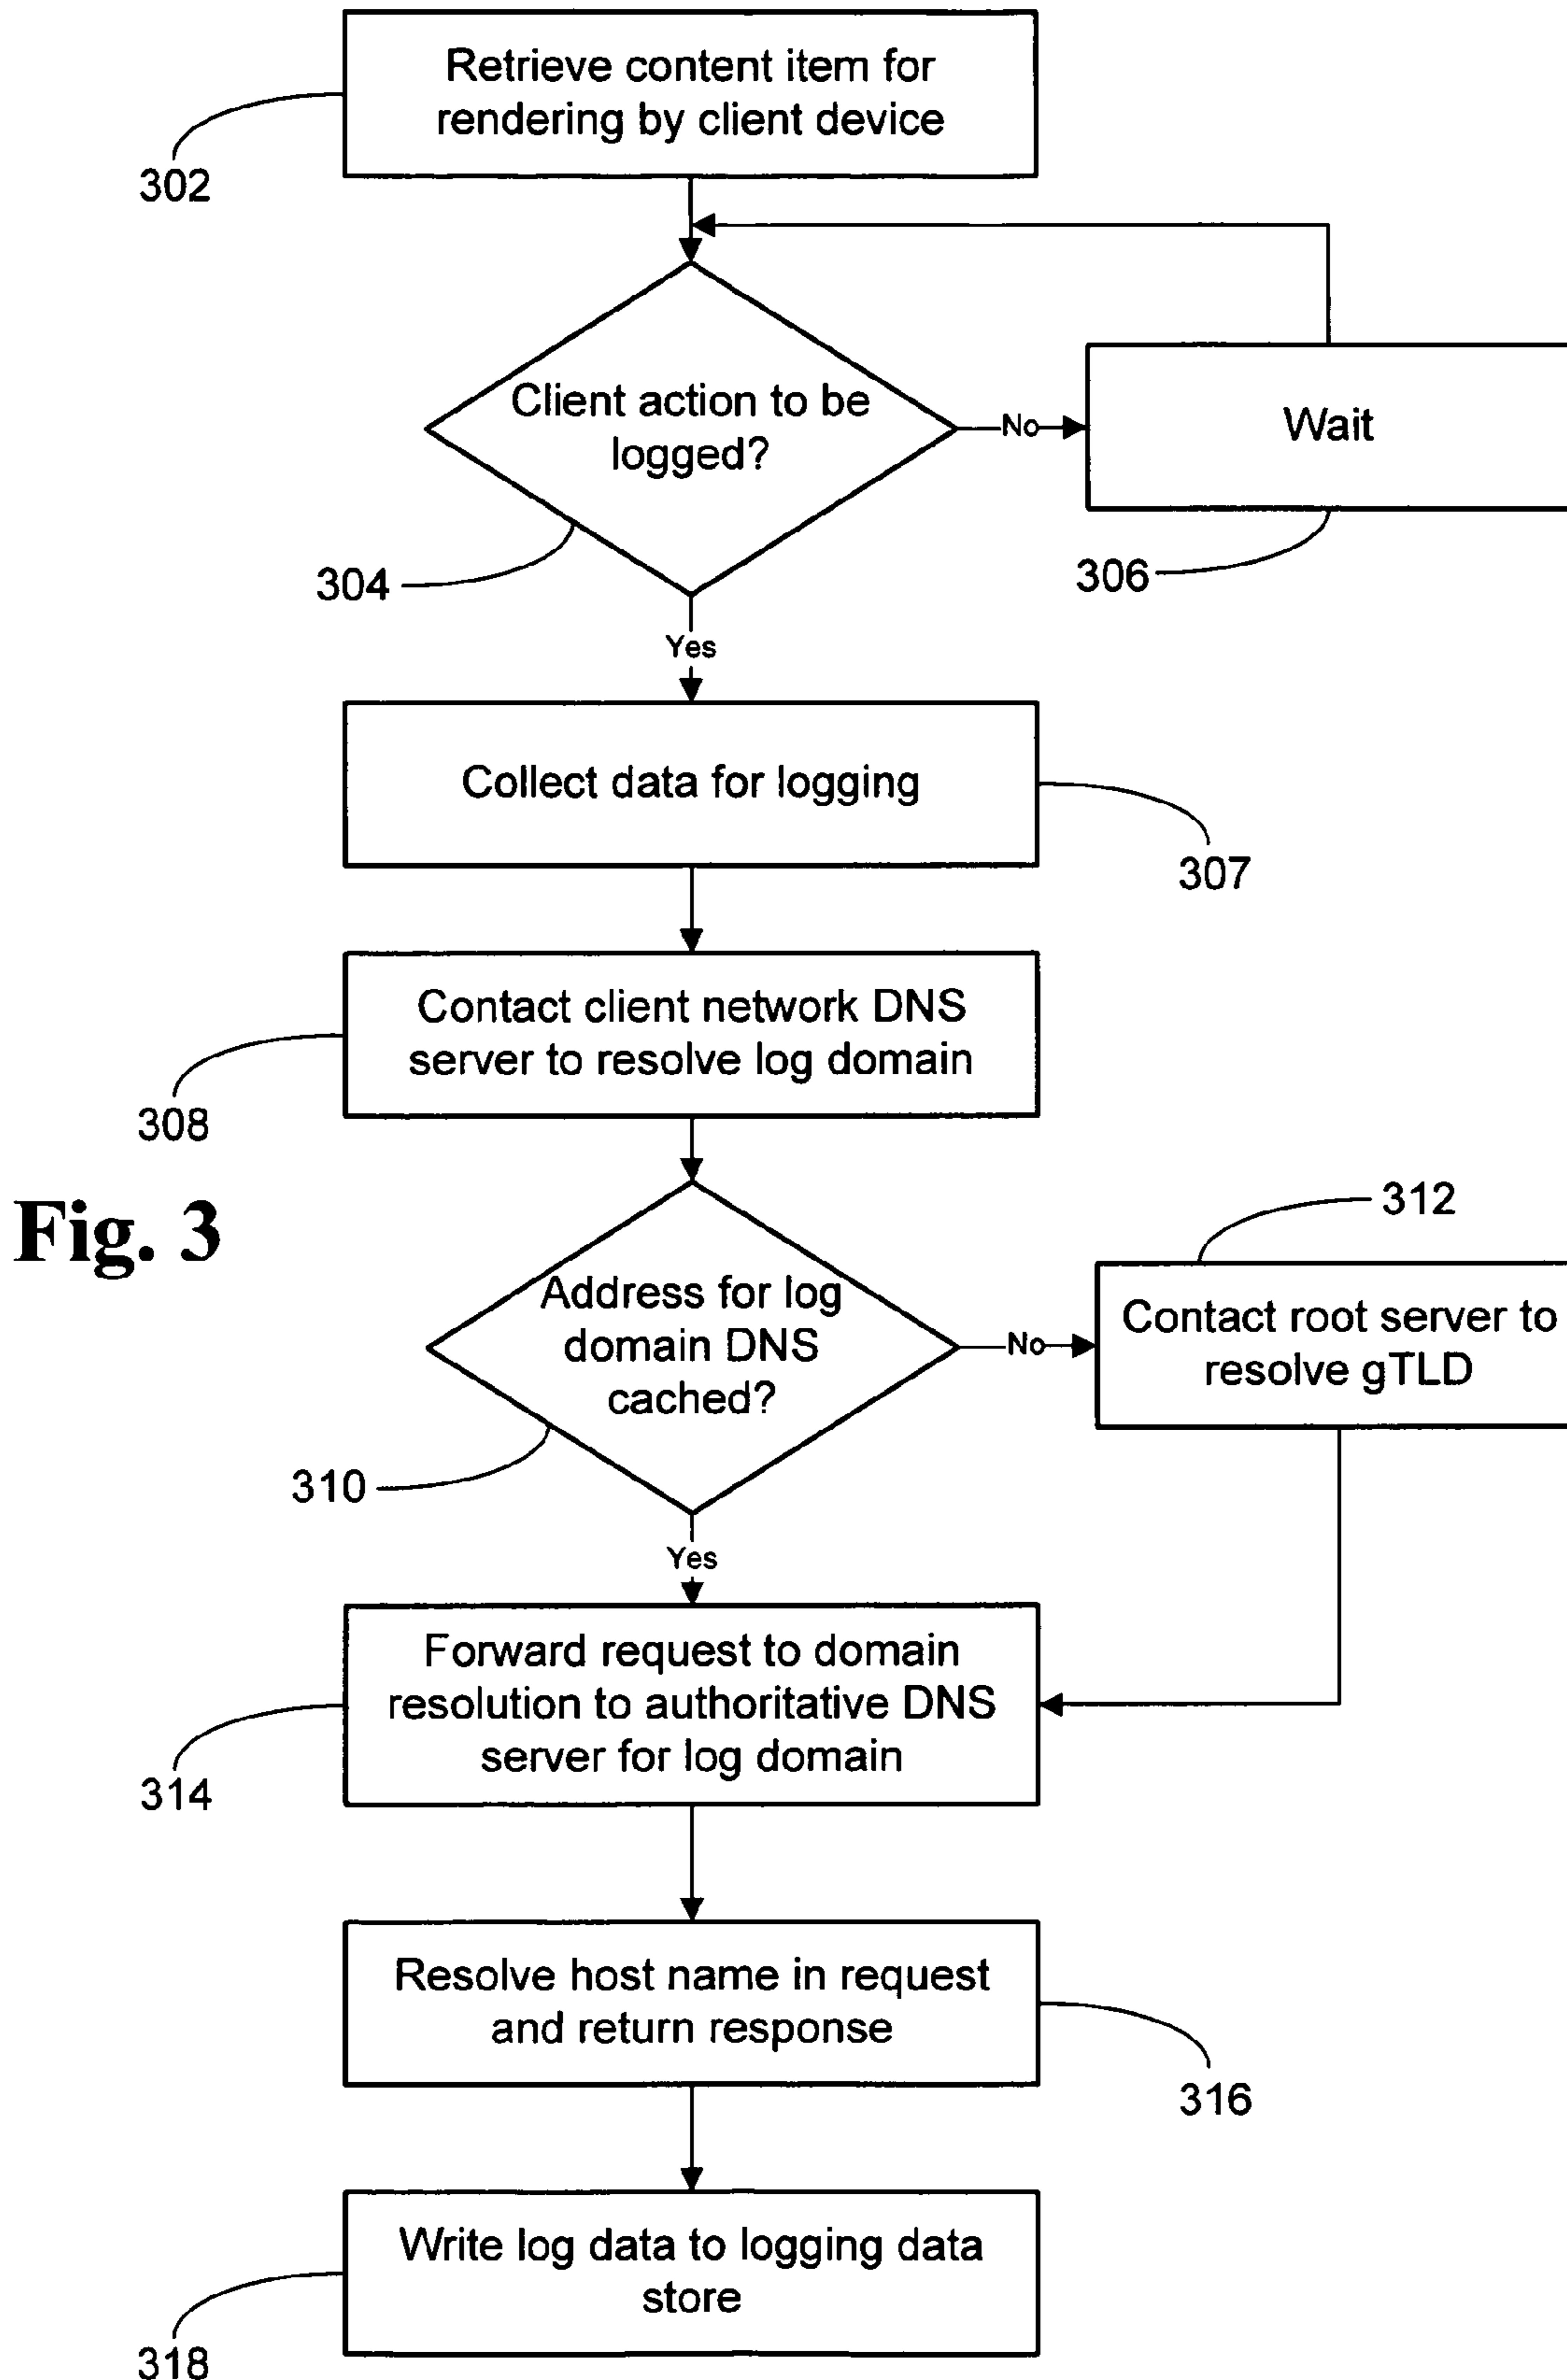 Retrieve content item for
rendering by client device
302
Client action to be
logged?
No
Wait
304
306
Yes
Collect data for logging
307
Contact client network DNS
server to resolve log domain
308
Fig. 3
312
Address for log
domain DNS
cached?
No
Contact root server to
resolve gTLD
310
Yes
Forward request to domain
resolution to authoritative DNS
server for log domain
314
Resolve host name in request
and return response
316
Write log data to logging data
store
318